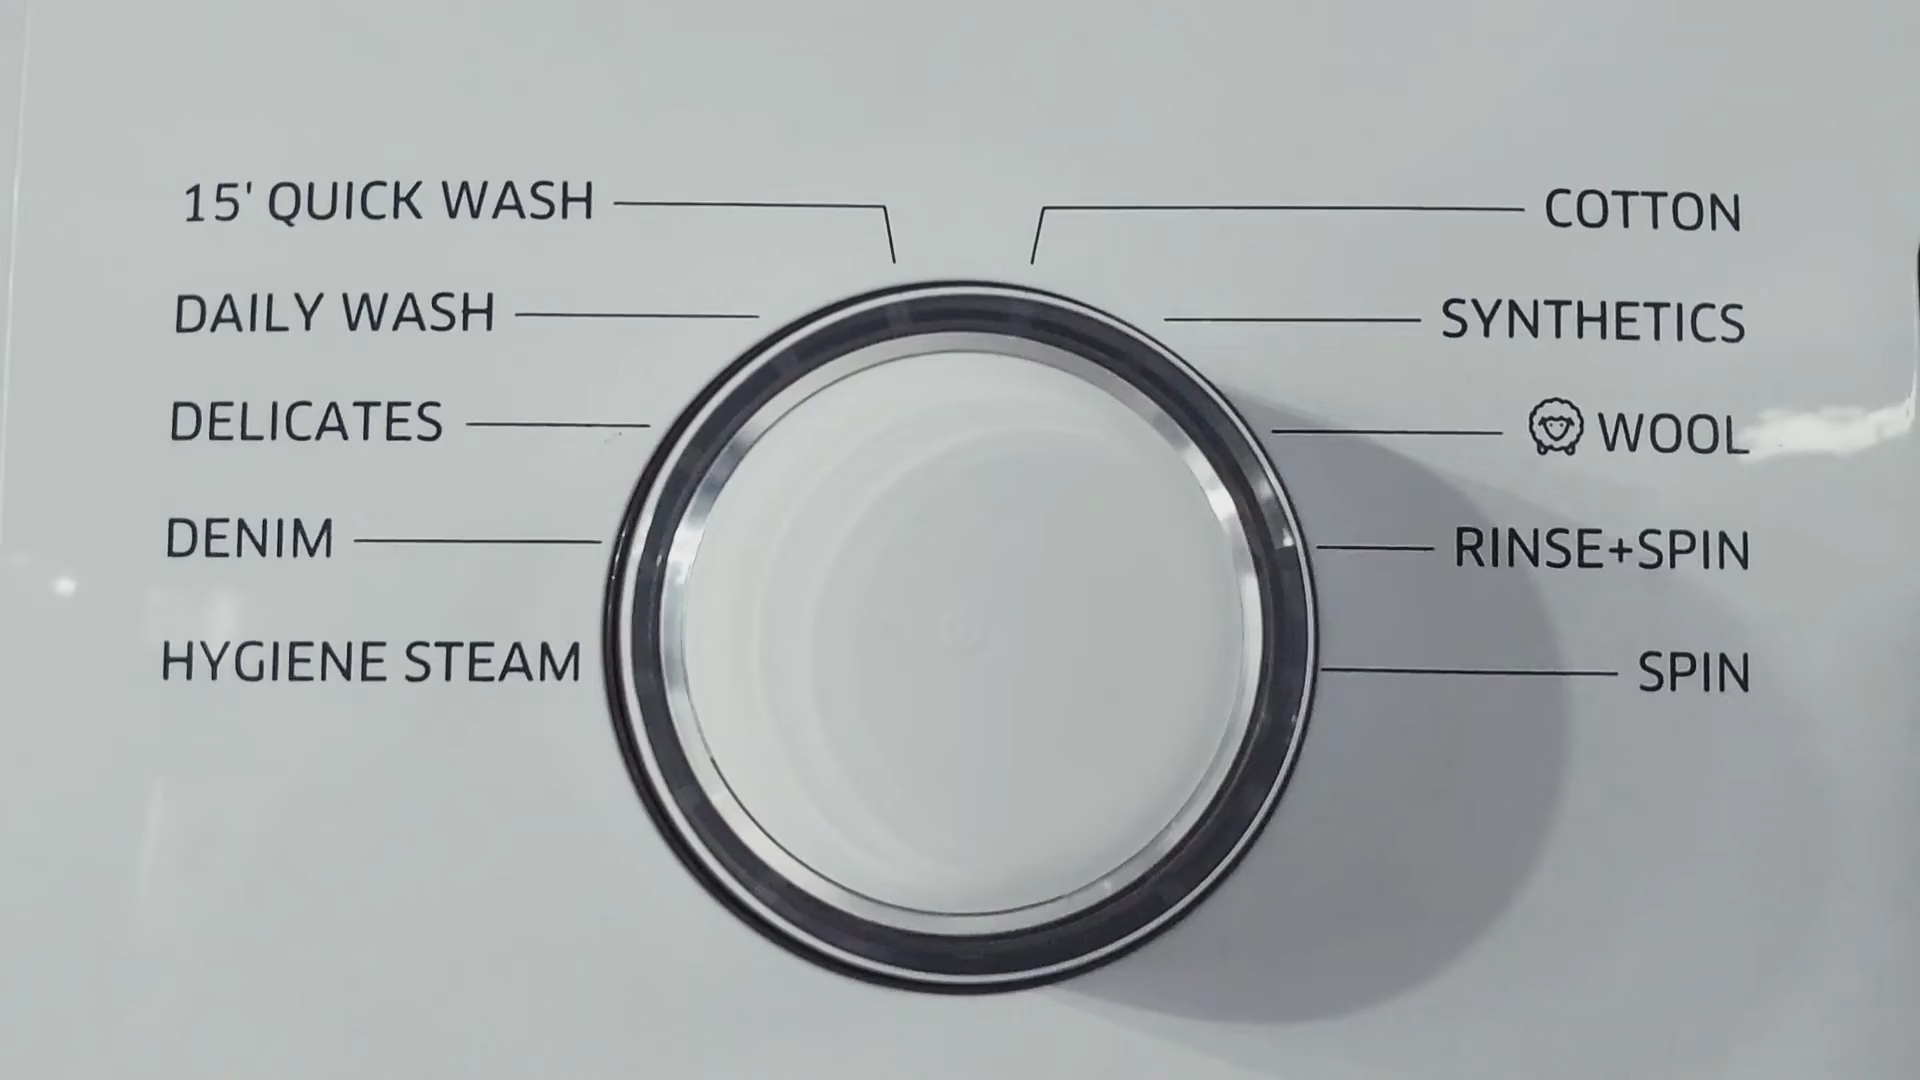 15' QUICK WASH
DAILY WASH
DELICATES
DENIM
HYGIENE STEAM
COTTON
SYNTHETICS
WOOL
RINSE+SPIN
SPIN